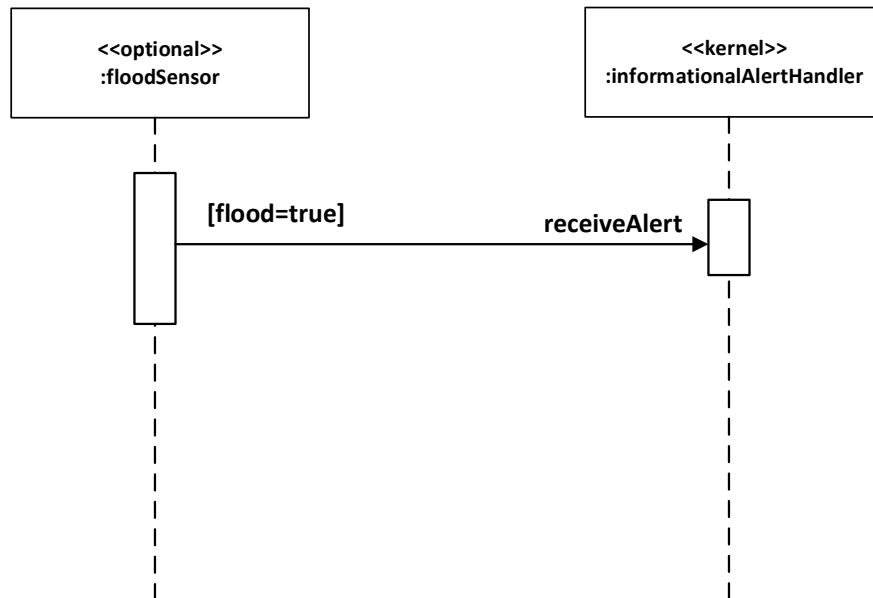 <<optional>>
:floodSensor
<<kernel>>
:informationalAlertHandler
[flood=true]
receiveAlert